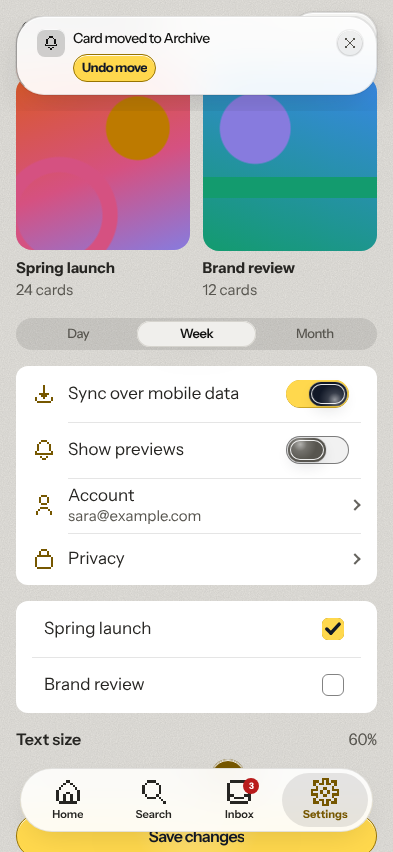 Card moved to Archive
Undo move
Spring launch
Brand review
24 cards
12 cards
Day
Week
Month
Sync over mobile data
Show previews
Account
sara@example.com
Privacy
Spring launch
Brand review
Text size
60%
3
Home
Search
Inbox
Settings
Save changes